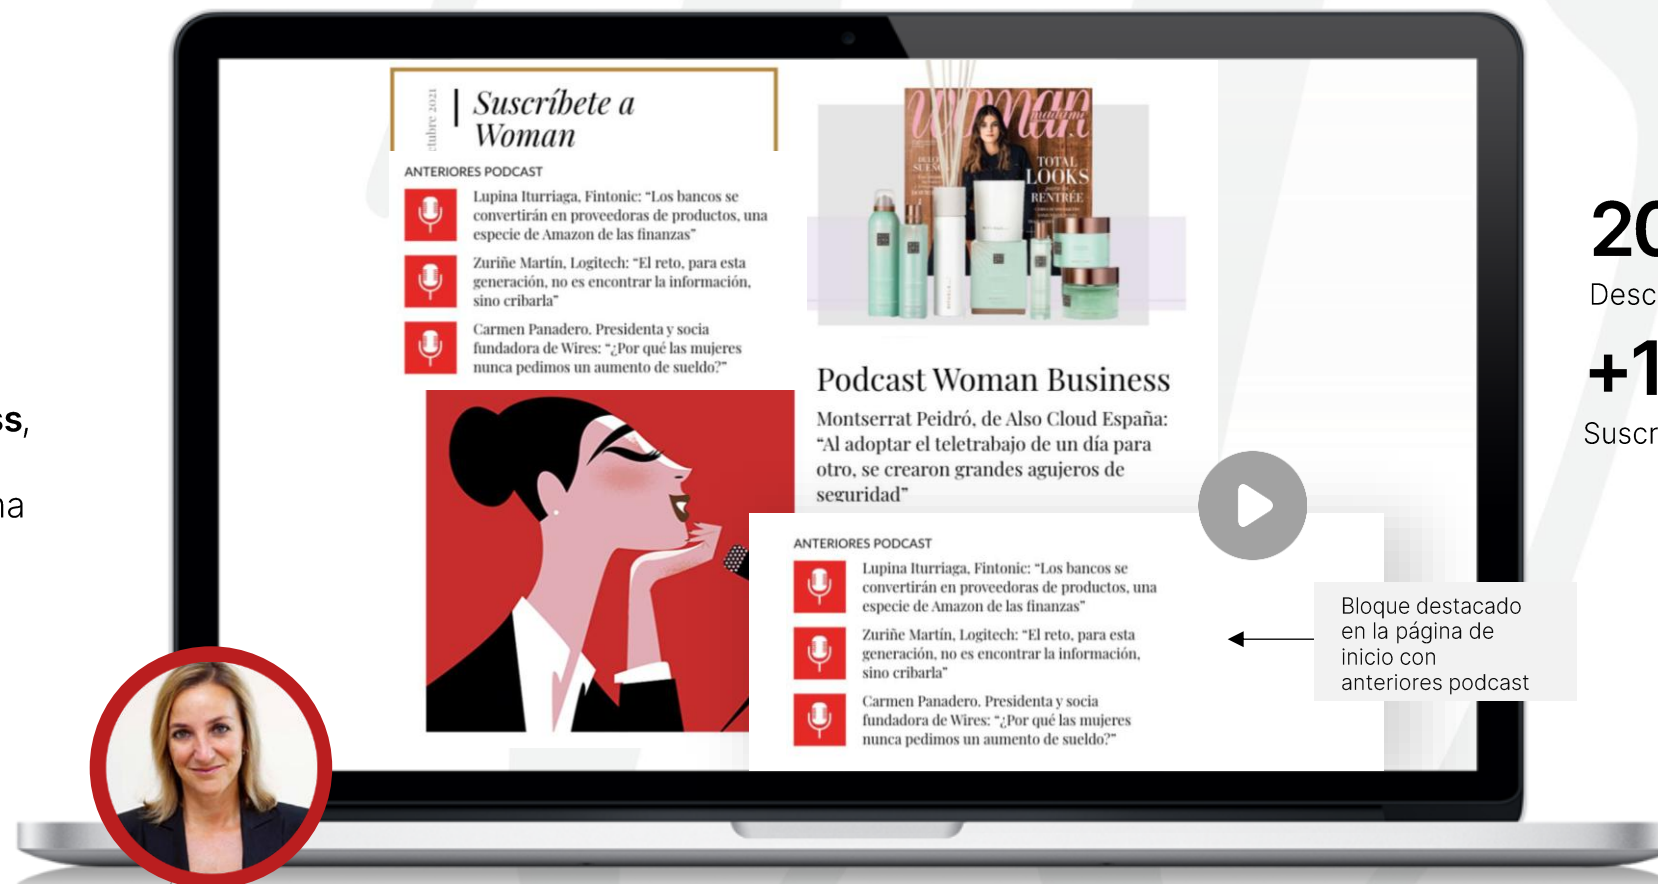 Suscríbete a
Woman
ANTERIORES PODCAST
Lupina Iturriaga, Fintonic: “Los bancos se
convertirán en proveedoras de productos, una
especie de Amazon de las finanzas”
Zuriñe Martín, Logitech: “El reto, para esta
generación, no es encontrar la información,
sino cribarla”
Carmen Panadero. Presidenta y socia
fundadora de Wires: “¿Por qué las mujeres
nunca pedimos un aumento de sueldo?”
woman
madame
TOTAL
LOOKS
RENTRÉE
Podcast Woman Business
Montserrat Peidró, de Also Cloud España:
“Al adoptar el teletrabajo de un día para
otro, se crearon grandes agujeros de
seguridad”
ANTERIORES PODCAST
Lupina Iturriaga, Fintonic: “Los bancos se
convertirán en proveedoras de productos, una
especie de Amazon de las finanzas”
Zuriñe Martín, Logitech: “El reto, para esta
generación, no es encontrar la información,
sino cribarla”
Carmen Panadero. Presidenta y socia
fundadora de Wires: “¿Por qué las mujeres
nunca pedimos un aumento de sueldo?”
Bloque destacado
en la página de
inicio con
anteriores podcast
20
Desc
+1
Suscr